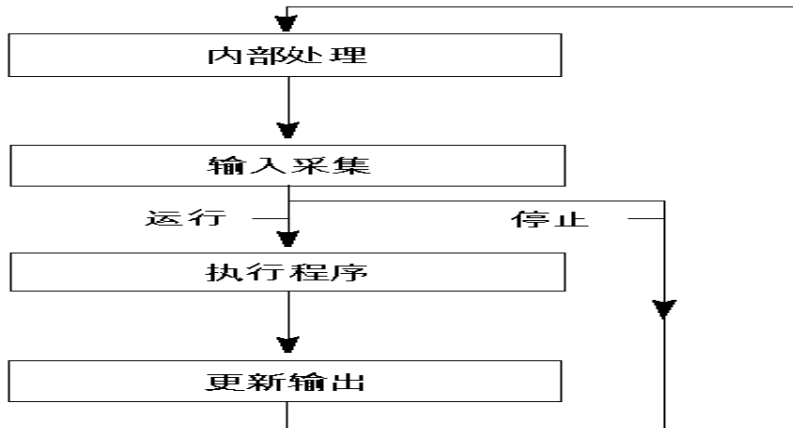 内部处理
输入采集
运行 停止
执行程序
更新输出